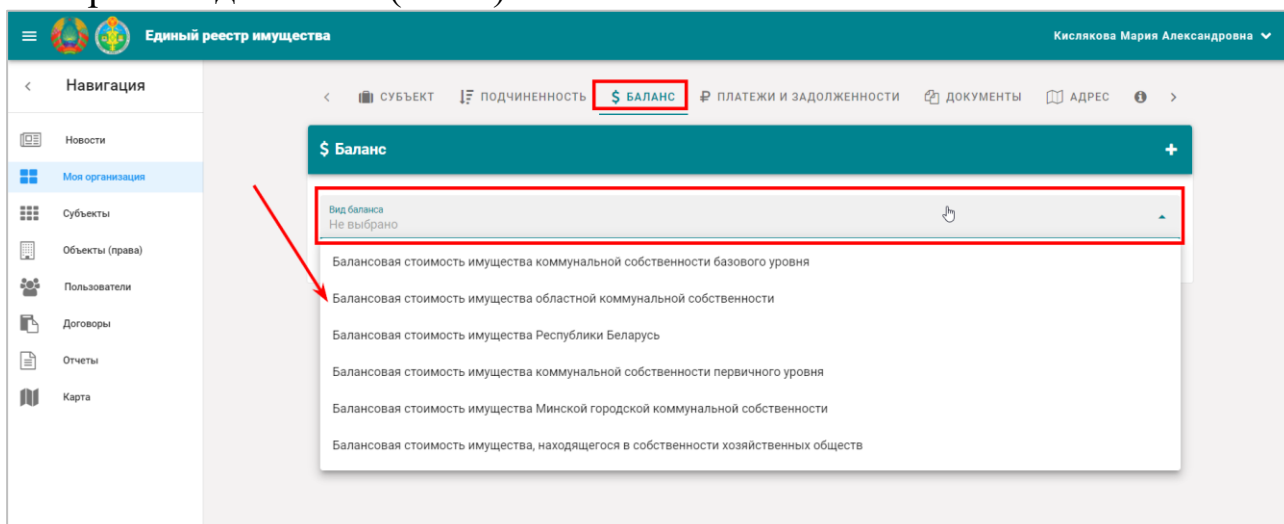 Единый реестр имущества
Кислякова Мария Александровна
Навигация
СУБЪЕКТ ПОДЧИНЕННОСТЬ $ БАЛАНС ₽ ПЛАТЕЖИ И ЗАДОЛЖЕННОСТИ ДОКУМЕНТЫ АДРЕС
Новости
Моя организация
Субъекты
Объекты (права)
Пользователи
Договоры
Отчеты
Карта
$ Баланс +
Вид баланса
Не выбрано
Балансовая стоимость имущества коммунальной собственности базового уровня
Балансовая стоимость имущества областной коммунальной собственности
Балансовая стоимость имущества Республики Беларусь
Балансовая стоимость имущества коммунальной собственности первичного уровня
Балансовая стоимость имущества Минской городской коммунальной собственности
Балансовая стоимость имущества, находящегося в собственности хозяйственных обществ